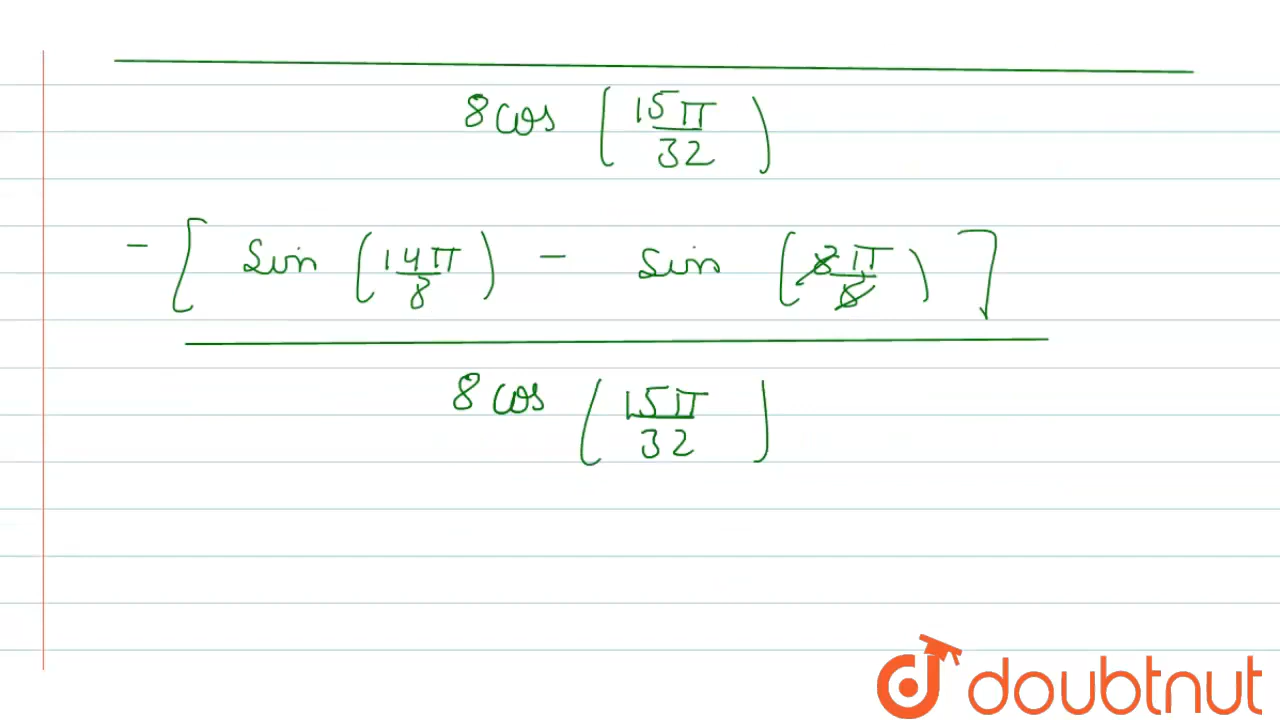 8 cos (15π/32)
- [ Sin (14π/8) - sin (8π/8) ]
8 cos (15π/32)
doubtnut